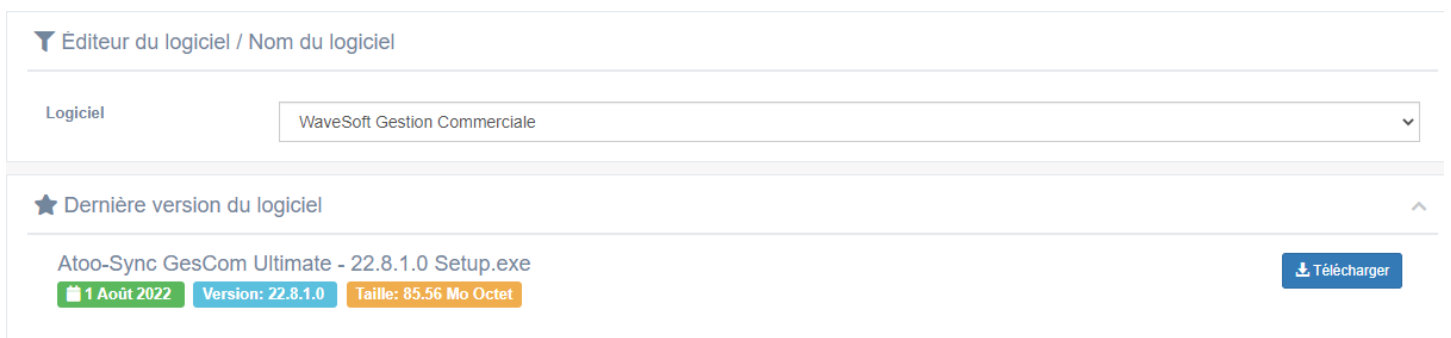 Éditeur du logiciel / Nom du logiciel
Logiciel
WaveSoft Gestion Commerciale
Dernière version du logiciel
Atoo-Sync GesCom Ultimate - 22.8.1.0 Setup.exe
Télécharger
1 Août 2022 Version: 22.8.1.0 Taille: 85.56 Mo Octet